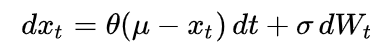 dx_t = θ(μ − x_t) dt + σ dW_t